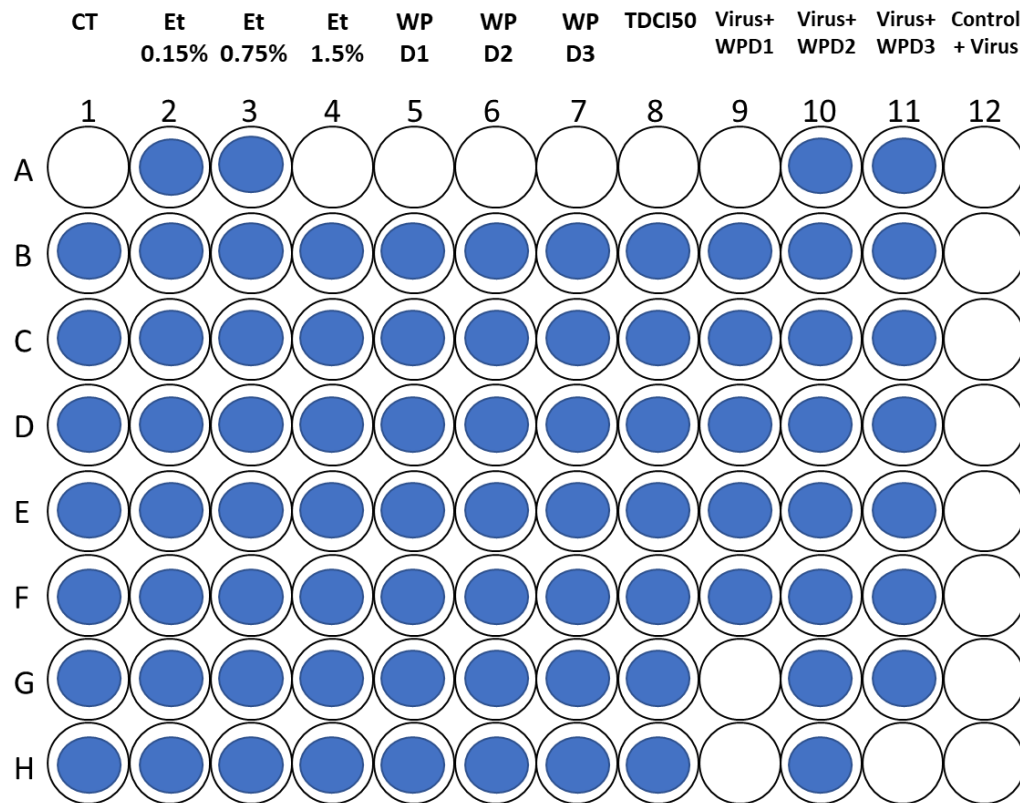 CT Et Et Et WP WP WP TDCI50 Virus+ Virus+ Virus+ Control
0.15% 0.75% 1.5% D1 D2 D3 WPD1 WPD2 WPD3 + Virus
1 2 3 4 5 6 7 8 9 10 11 12
A
B
C
D
E
F
G
H